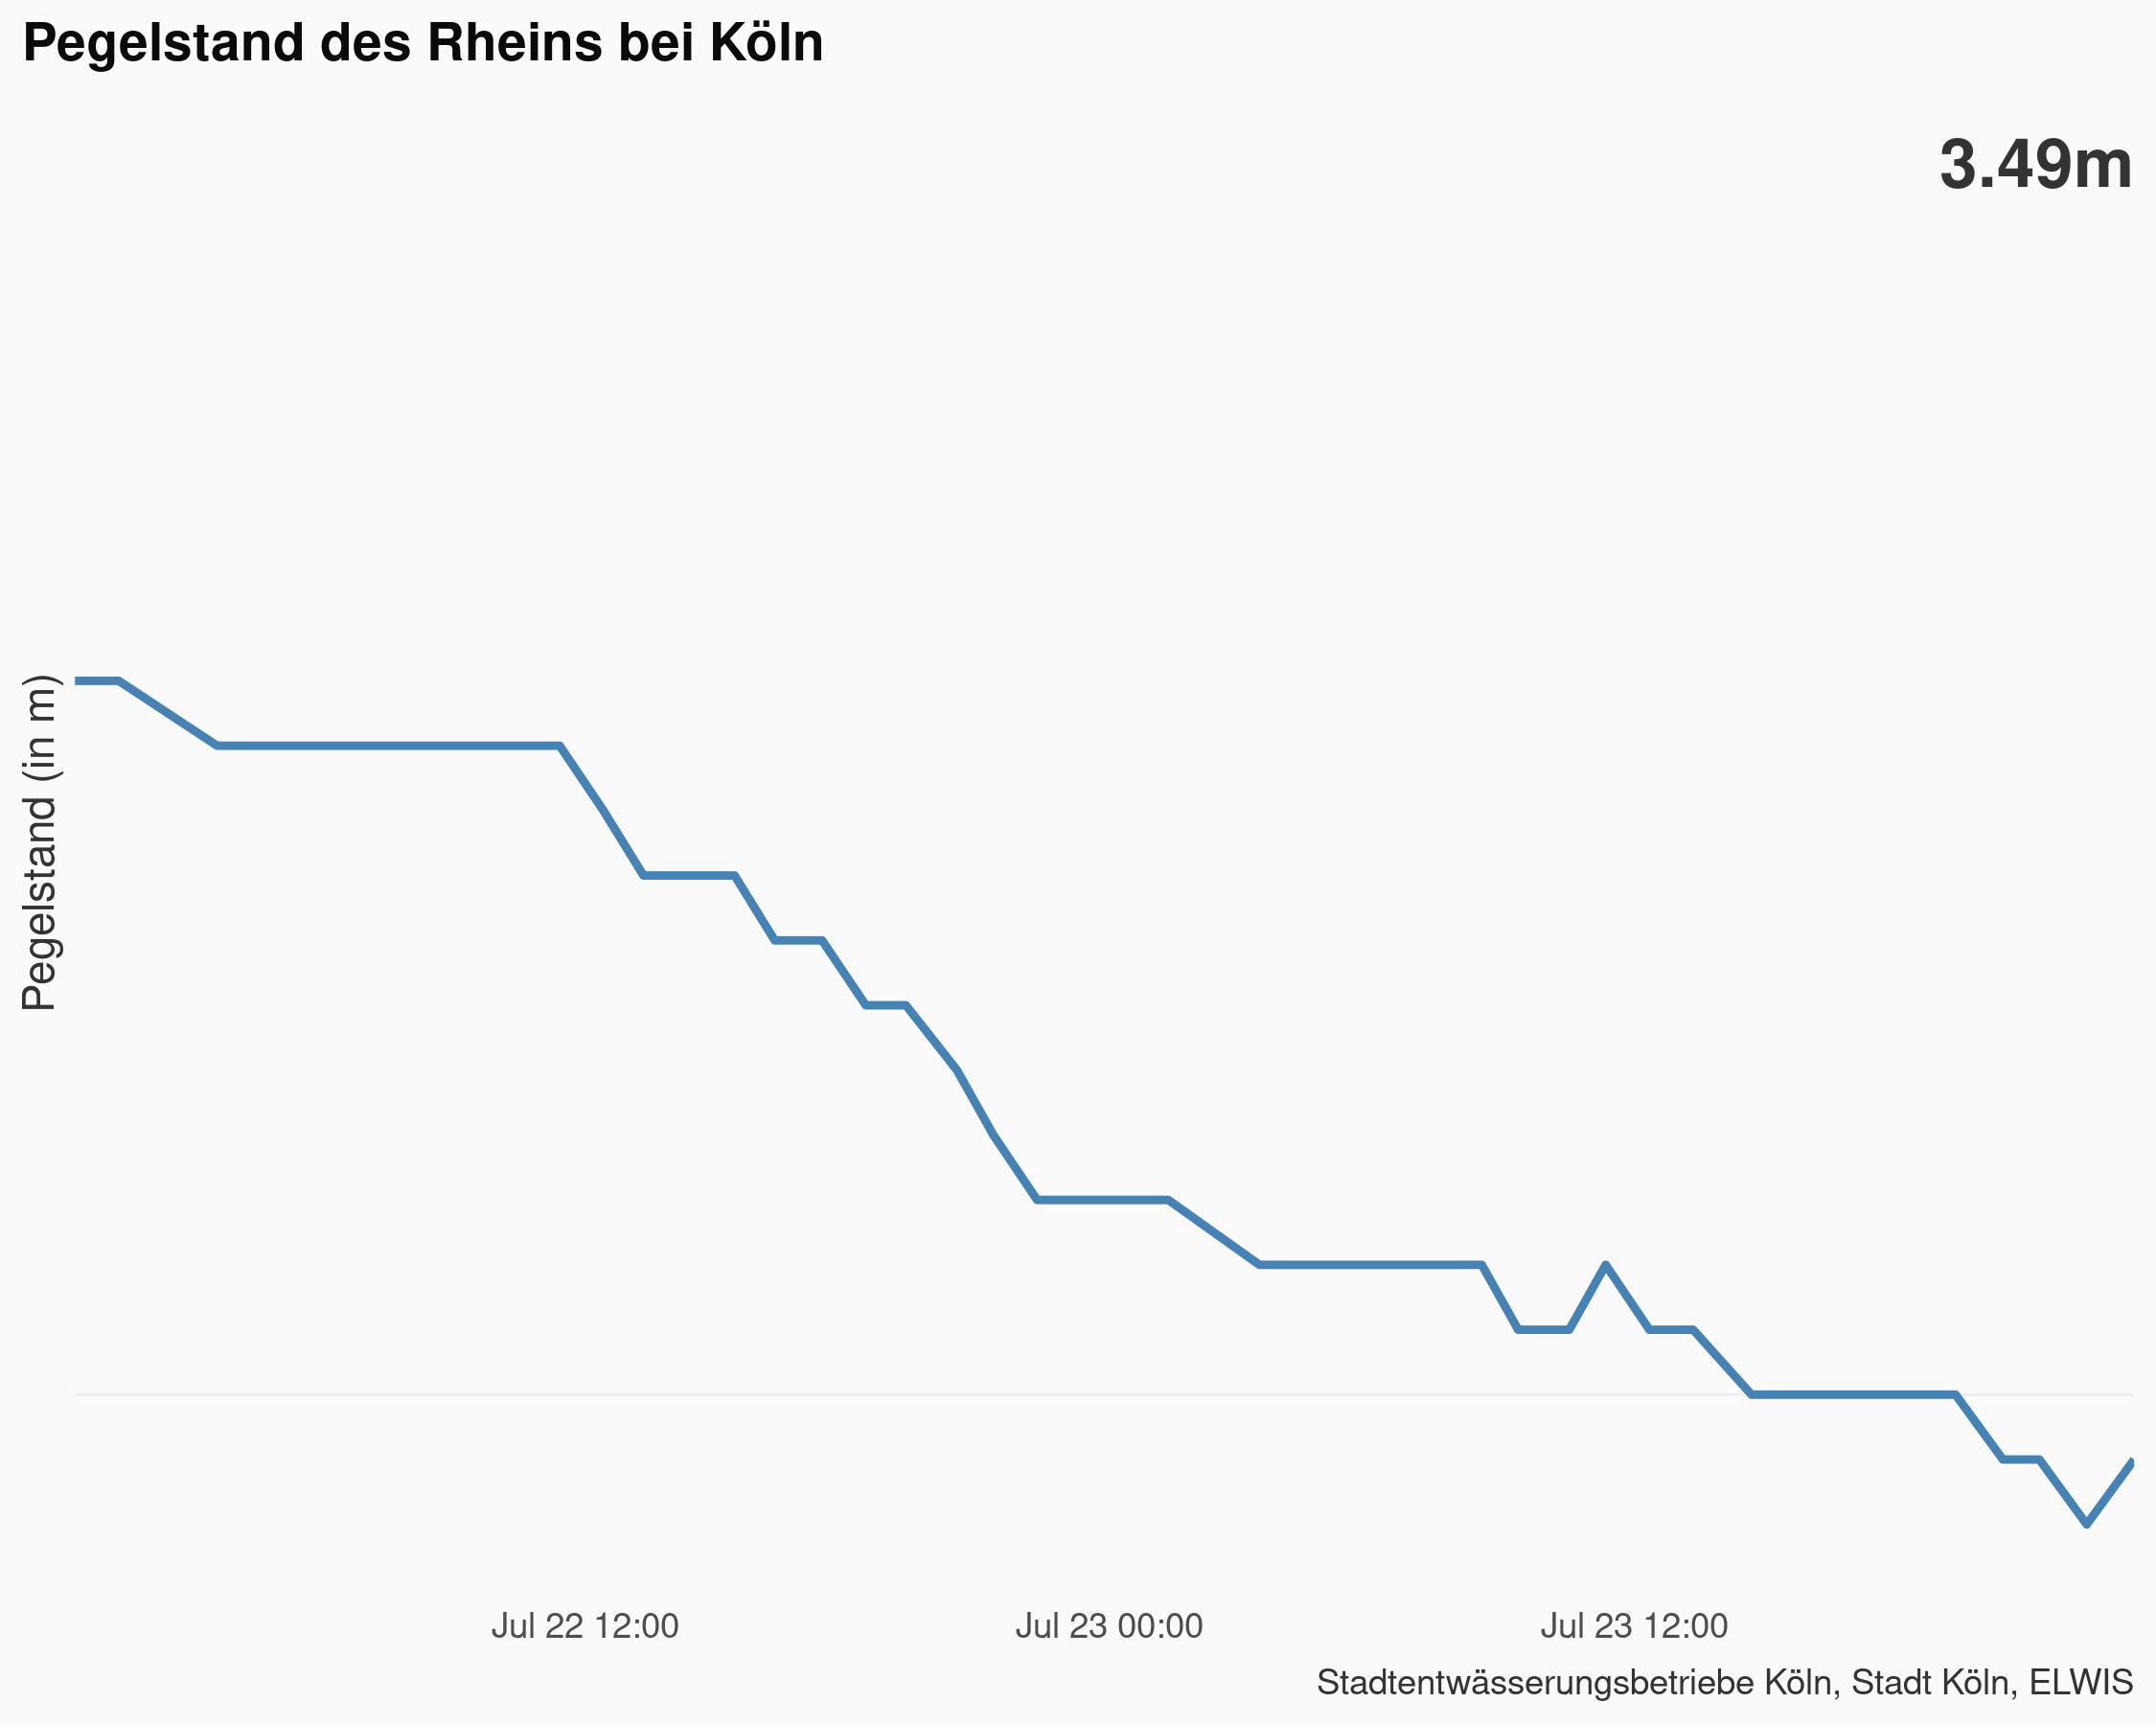 Pegelstand des Rheins bei Köln
3.49m
Pegelstand (in m)
Jul 22 12:00
Jul 23 00:00
Jul 23 12:00
Stadtentwässerungsbetriebe Köln, Stadt Köln, ELWIS